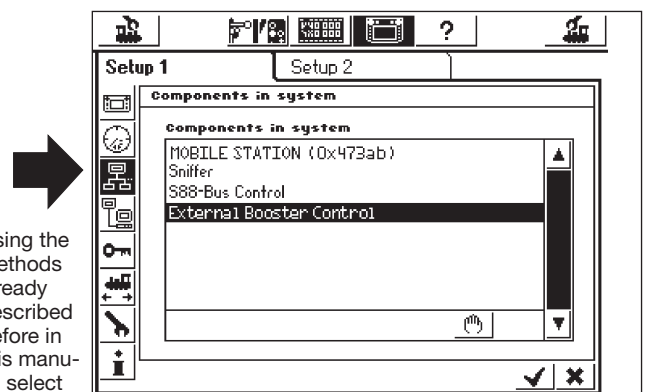 ?
Setup 1
Setup 2
Components in system
Components in system
MOBILE STATION (0x473ab)
Sniffer
S88-Bus Control
External Booster Control
sing the
ethods
ready
escribed
efore in
is manu-
select